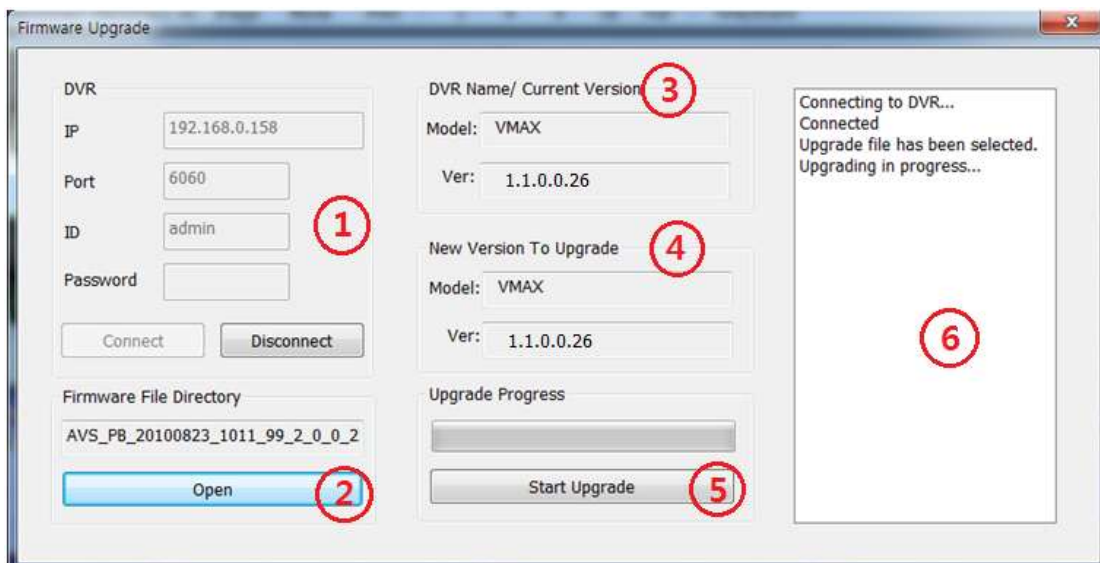 Firmware Upgrade
DVR
IP 192.168.0.158
Port 6060
ID admin
Password
Connect Disconnect
1
Firmware File Directory
AVS_PB_20100823_1011_99_2_0_0_2
Open 2
DVR Name/ Current Version 3
Model: VMAX
Ver: 1.1.0.0.26
New Version To Upgrade 4
Model: VMAX
Ver: 1.1.0.0.26
Upgrade Progress
Start Upgrade 5
Connecting to DVR...
Connected
Upgrade file has been selected.
Upgrading in progress...
6